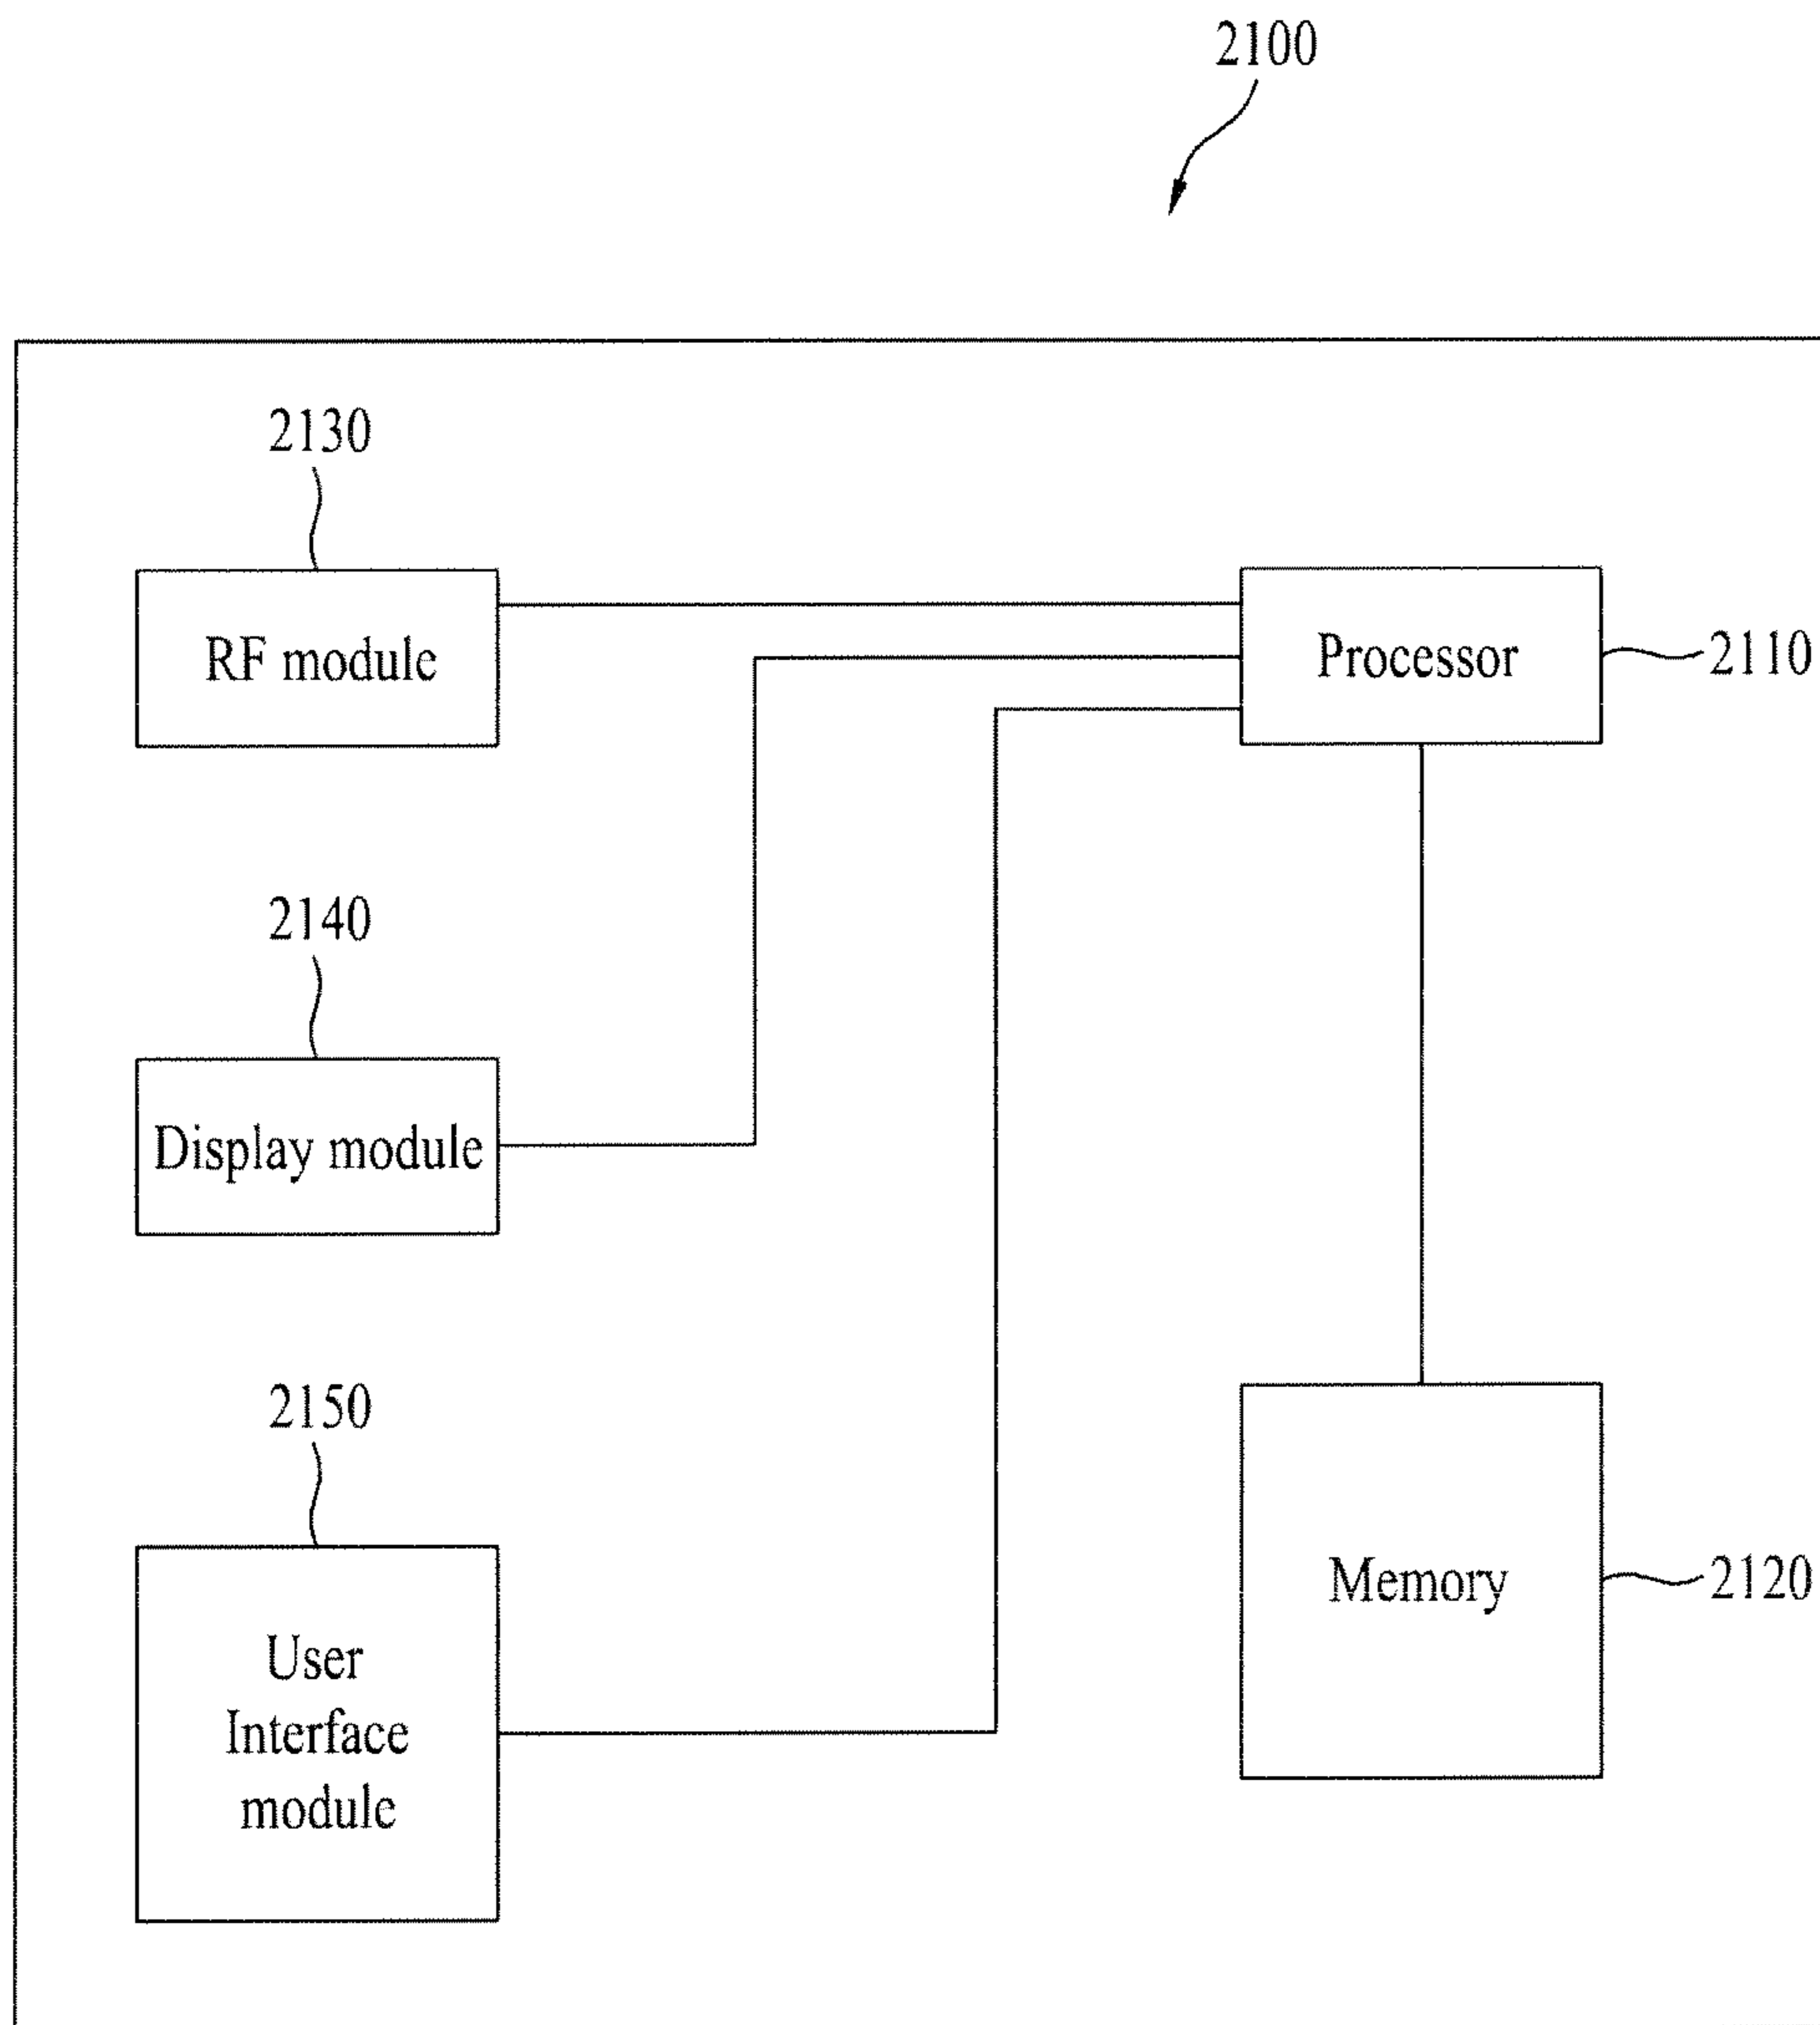 2100
2130
RF module
Processor
2110
2140
Display module
2150
User
Interface
module
Memory
2120